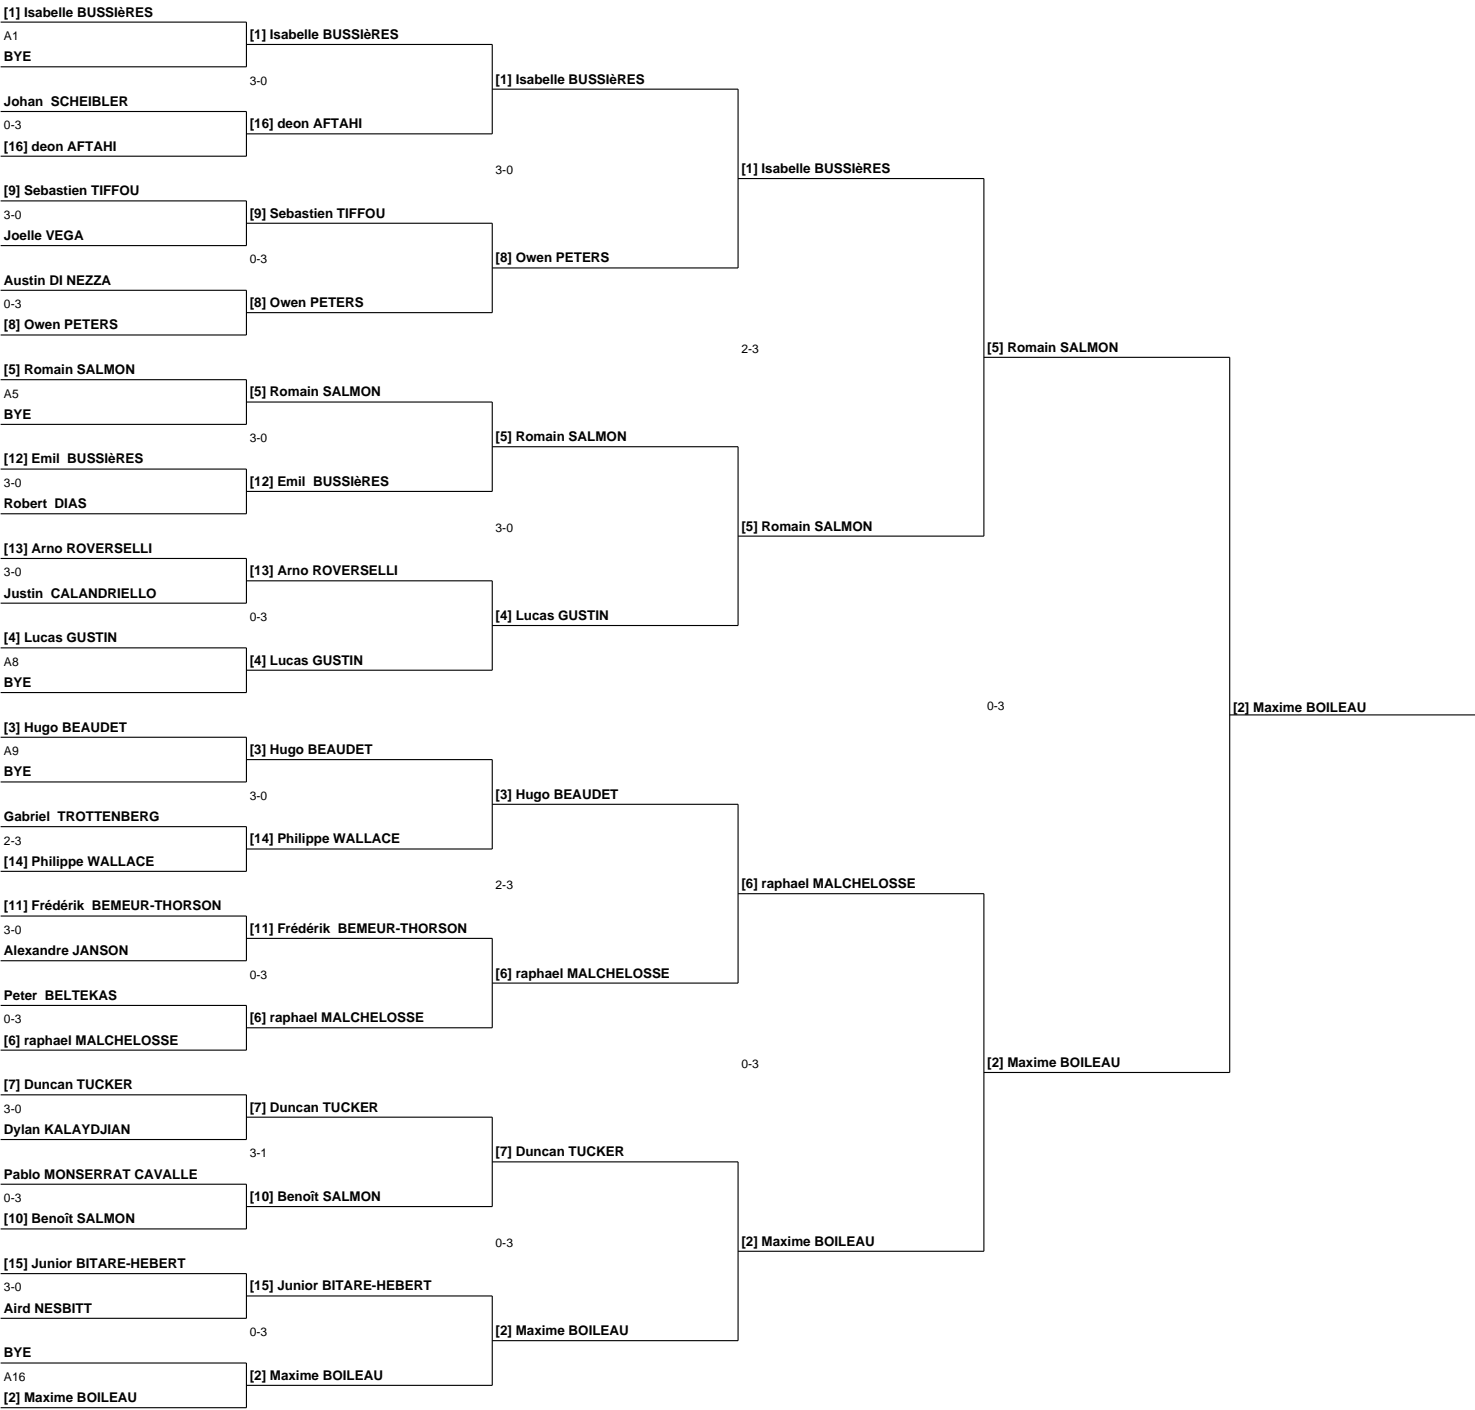 [1] Isabelle BUSSIèRES
A1
BYE
Johan SCHEIBLER
0-3
[16] deon AFTAHI
[9] Sebastien TIFFOU
3-0
Joelle VEGA
Austin DI NEZZA
0-3
[8] Owen PETERS
[5] Romain SALMON
A5
BYE
[12] Emil BUSSIèRES
3-0
Robert DIAS
[13] Arno ROVERSELLI
3-0
Justin CALANDRIELLO
[4] Lucas GUSTIN
A8
BYE
[3] Hugo BEAUDET
A9
BYE
Gabriel TROTTENBERG
2-3
[14] Philippe WALLACE
[11] Frédérik BEMEUR-THORSON
3-0
Alexandre JANSON
Peter BELTEKAS
0-3
[6] raphael MALCHELOSSE
[7] Duncan TUCKER
3-0
Dylan KALAYDJIAN
Pablo MONSERRAT CAVALLE
0-3
[10] Benoît SALMON
[15] Junior BITARE-HEBERT
3-0
Aird NESBITT
BYE
A16
[2] Maxime BOILEAU
[1] Isabelle BUSSIèRES
3-0
[16] deon AFTAHI
[9] Sebastien TIFFOU
0-3
[8] Owen PETERS
[5] Romain SALMON
3-0
[12] Emil BUSSIèRES
[13] Arno ROVERSELLI
0-3
[4] Lucas GUSTIN
[3] Hugo BEAUDET
3-0
[14] Philippe WALLACE
[11] Frédérik BEMEUR-THORSON
0-3
[6] raphael MALCHELOSSE
[7] Duncan TUCKER
3-1
[10] Benoît SALMON
[15] Junior BITARE-HEBERT
0-3
[2] Maxime BOILEAU
[1] Isabelle BUSSIèRES
3-0
[8] Owen PETERS
[5] Romain SALMON
3-0
[4] Lucas GUSTIN
[3] Hugo BEAUDET
2-3
[6] raphael MALCHELOSSE
[7] Duncan TUCKER
0-3
[2] Maxime BOILEAU
[1] Isabelle BUSSIèRES
2-3
[5] Romain SALMON
[6] raphael MALCHELOSSE
0-3
[2] Maxime BOILEAU
[5] Romain SALMON
0-3
[2] Maxime BOILEAU
[2] Maxime BOILEAU